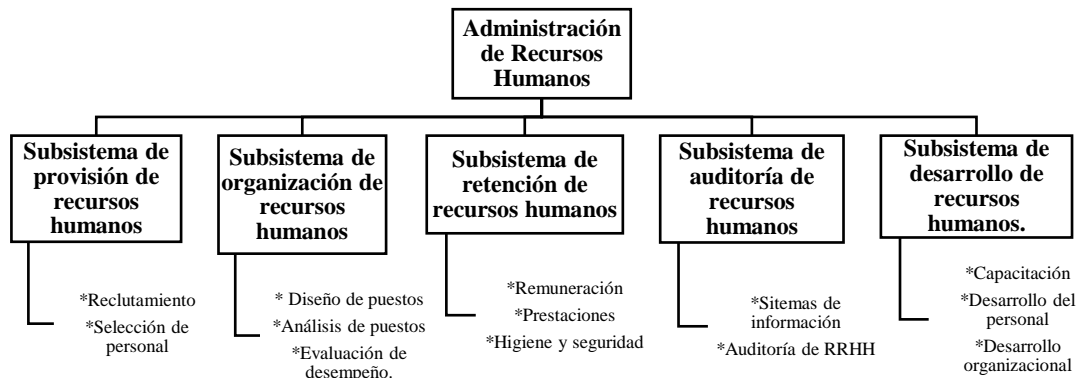 Administración
de Recursos
Humanos
Subsistema de
provisión de
recursos
humanos
*Reclutamiento
*Selección de
personal
Subsistema de
organización de
recursos
humanos
* Diseño de puestos
*Análisis de puestos
*Evaluación de
desempeño.
Subsistema de
retención de
recursos humanos
*Remuneración
*Prestaciones
*Higiene y seguridad
Subsistema de
auditoría de
recursos
humanos
*Sitemas de
información
*Auditoría de RRHH
Subsistema de
desarrollo de
recursos
humanos.
*Capacitación
*Desarrollo del
personal
*Desarrollo
organizacional